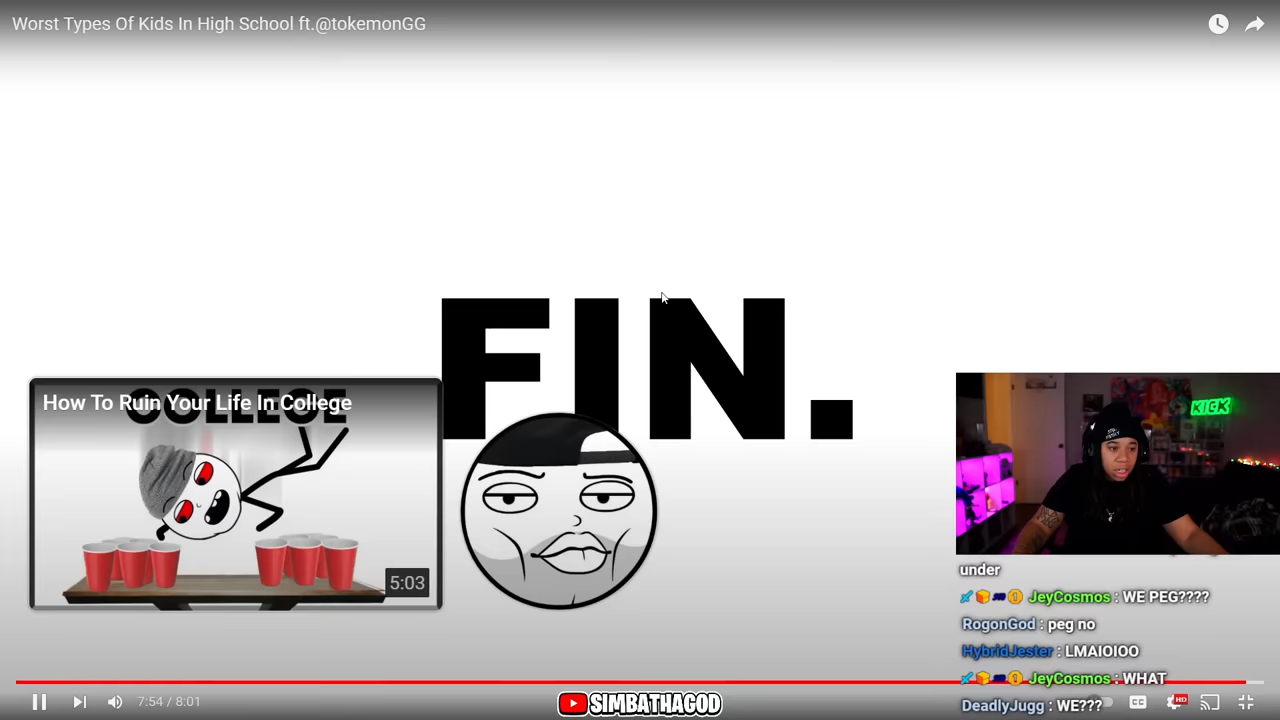 Worst Types Of Kids In High School ft.@tokemonGG
FIN.
COLLEGE
How To Ruin Your Life In College
5:03
KICK
under
JeyCosmos : WE PEG????
RogonGod : peg no
HybridJester : LMAIOIOO
JeyCosmos : WHAT
DeadlyJugg : WE???
7:54 / 8:01
SIMBATHAGOD
CC
HD